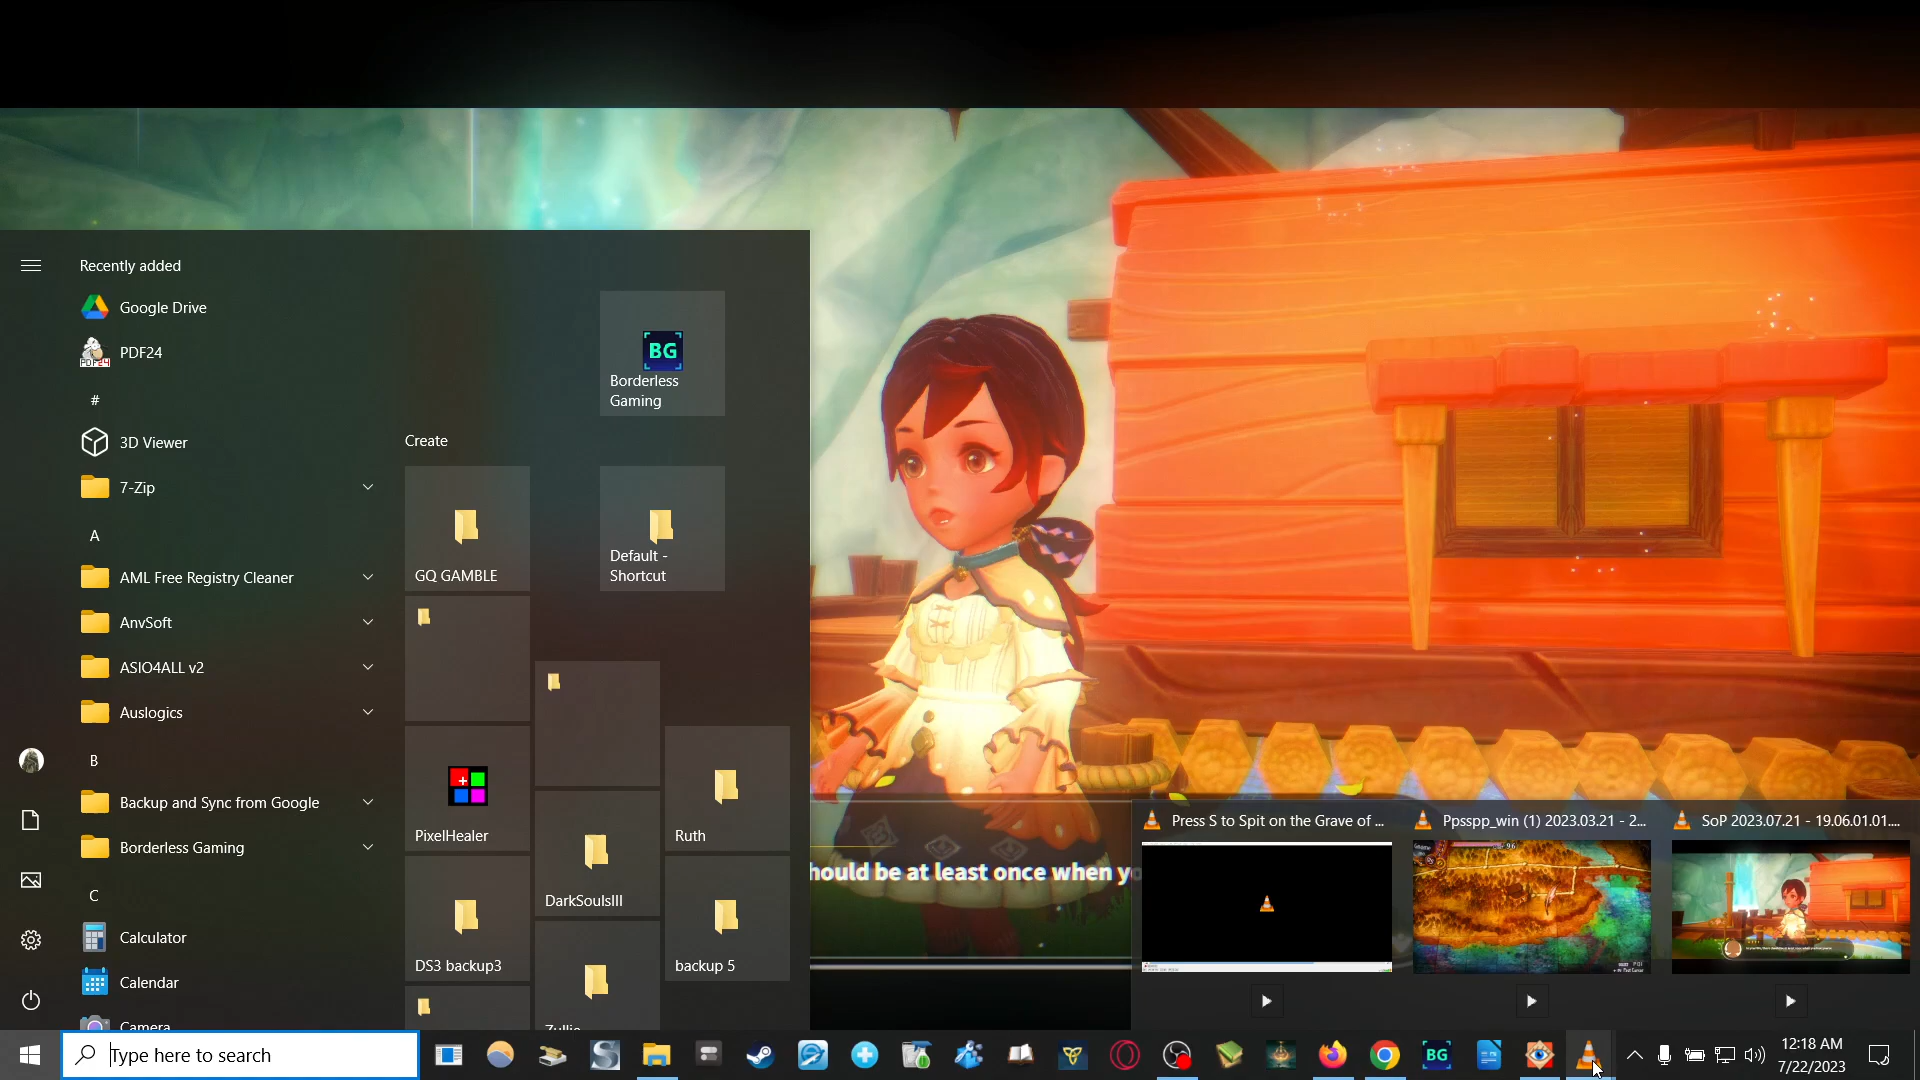 Recently added
Google Drive
PDF24
#
3D Viewer
7-Zip
A
AML Free Registry Cleaner
AnvSoft
ASIO4ALL v2
Auslogics
B
Backup and Sync from Google
Borderless Gaming
C
Calculator
Calendar
Camera
BG
Borderless
Gaming
Create
GQ GAMBLE
Default -
Shortcut
PixelHealer
Ruth
DarkSoulsIII
DS3 backup3
backup 5
Zullie
hould be at least once when yo
Press S to Spit on the Grave of ...
Ppsspp_win (1) 2023.03.21 - 2...
SoP 2023.07.21 - 19.06.01.01....
Type here to search
BG
12:18 AM
7/22/2023